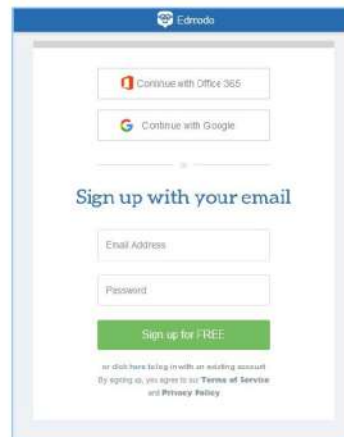 Edmodo
Continue with Office 365
Continue with Google
or
Sign up with your email
Email Address
Password
Sign up for FREE
or click here to log in with an existing account
By signing up, you agree to our Terms of Service
and Privacy Policy